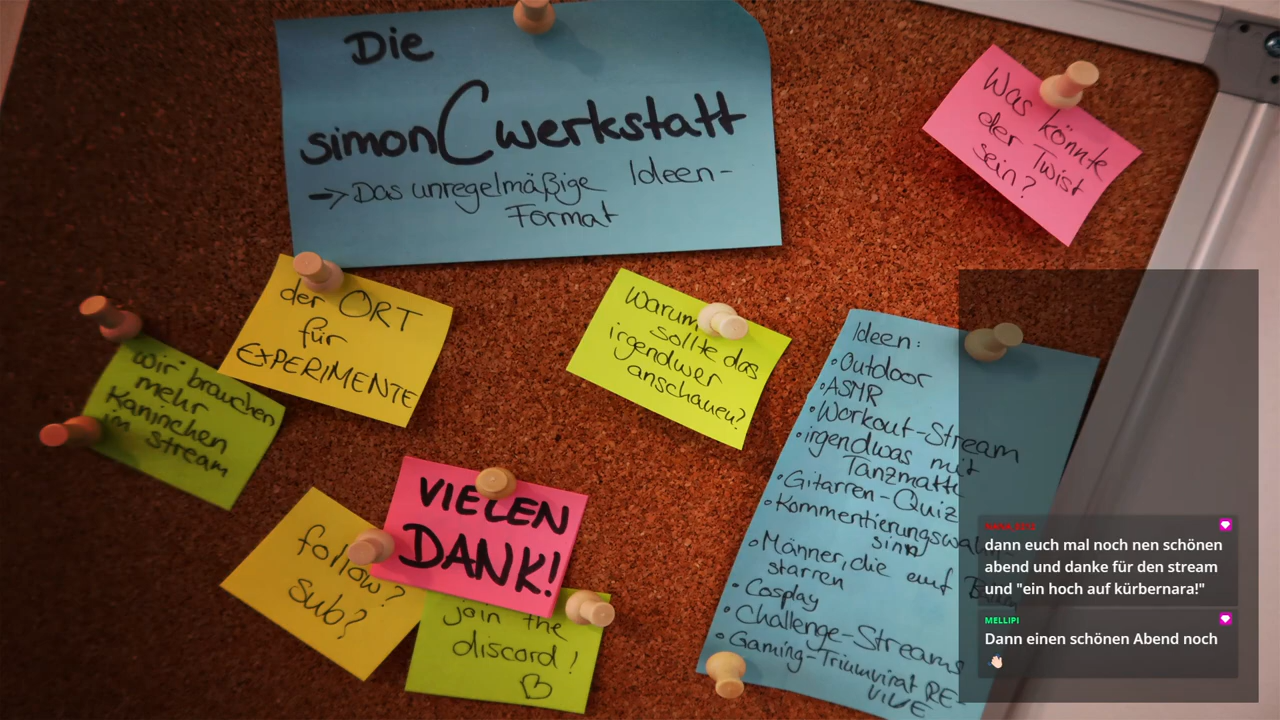 Die
simonCwerkstatt
-> Das unregelmäßige Ideen-
Format
Was könnte
der Twist
sein?
der ORT
für
EXPERIMENTE
Warum
sollte das
irgendwer
anschauen?
Wir brauchen
mehr
Kaninchen
im Stream
VIELEN
DANK!
follow?
Sub?
join the
discord!
Ideen:
• Outdoor
• ASMR
• Workout-Stream
• irgendwas mit
Tanzmatte
• Gitarren-Quiz
• Kommentierungswahn-
sinn
• Männer, die auf
starren
• Cosplay
• Challenge-Streams
• Gaming-Triumvirat RE-
VIVE
dann euch mal noch nen schönen
abend und danke für den stream
und "ein hoch auf kürbernara!"
MELLIPI
Dann einen schönen Abend noch